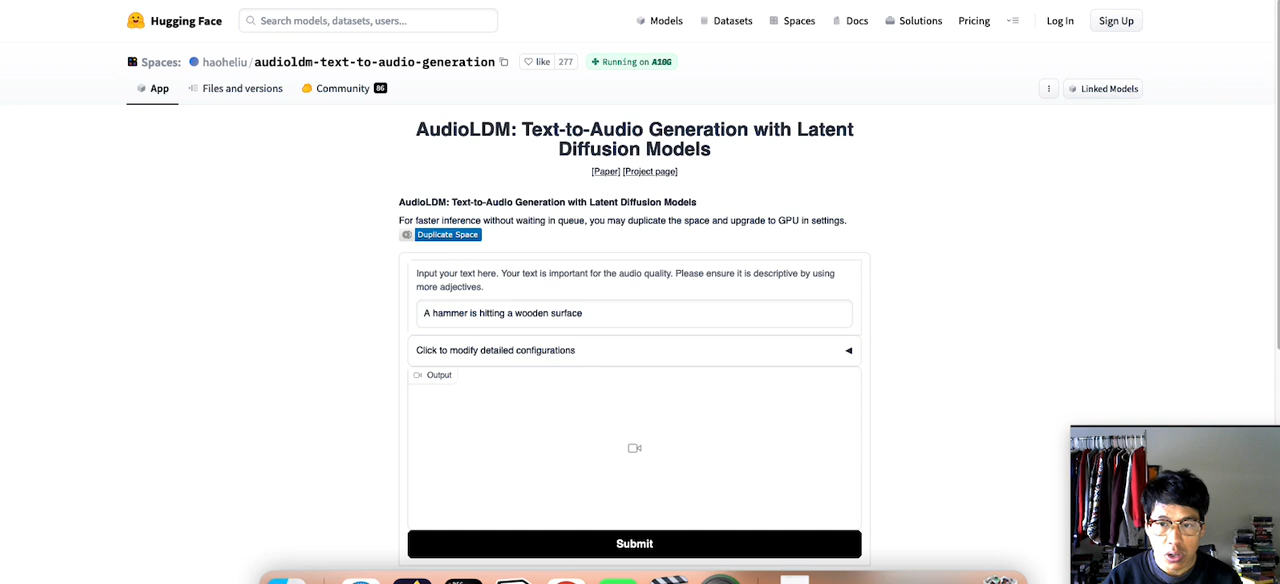 Hugging Face
Search models, datasets, users...
Models
Datasets
Spaces
Docs
Solutions
Pricing
Log In
Sign Up
Spaces:
haoheliu/audioldm-text-to-audio-generation
like
277
Running on A10G
App
Files and versions
Community
86
Linked Models
AudioLDM: Text-to-Audio Generation with Latent
Diffusion Models
[Paper] [Project page]
AudioLDM: Text-to-Audio Generation with Latent Diffusion Models
For faster inference without waiting in queue, you may duplicate the space and upgrade to GPU in settings.
Duplicate Space
Input your text here. Your text is important for the audio quality. Please ensure it is descriptive by using
more adjectives.
A hammer is hitting a wooden surface
Click to modify detailed configurations
Output
Submit